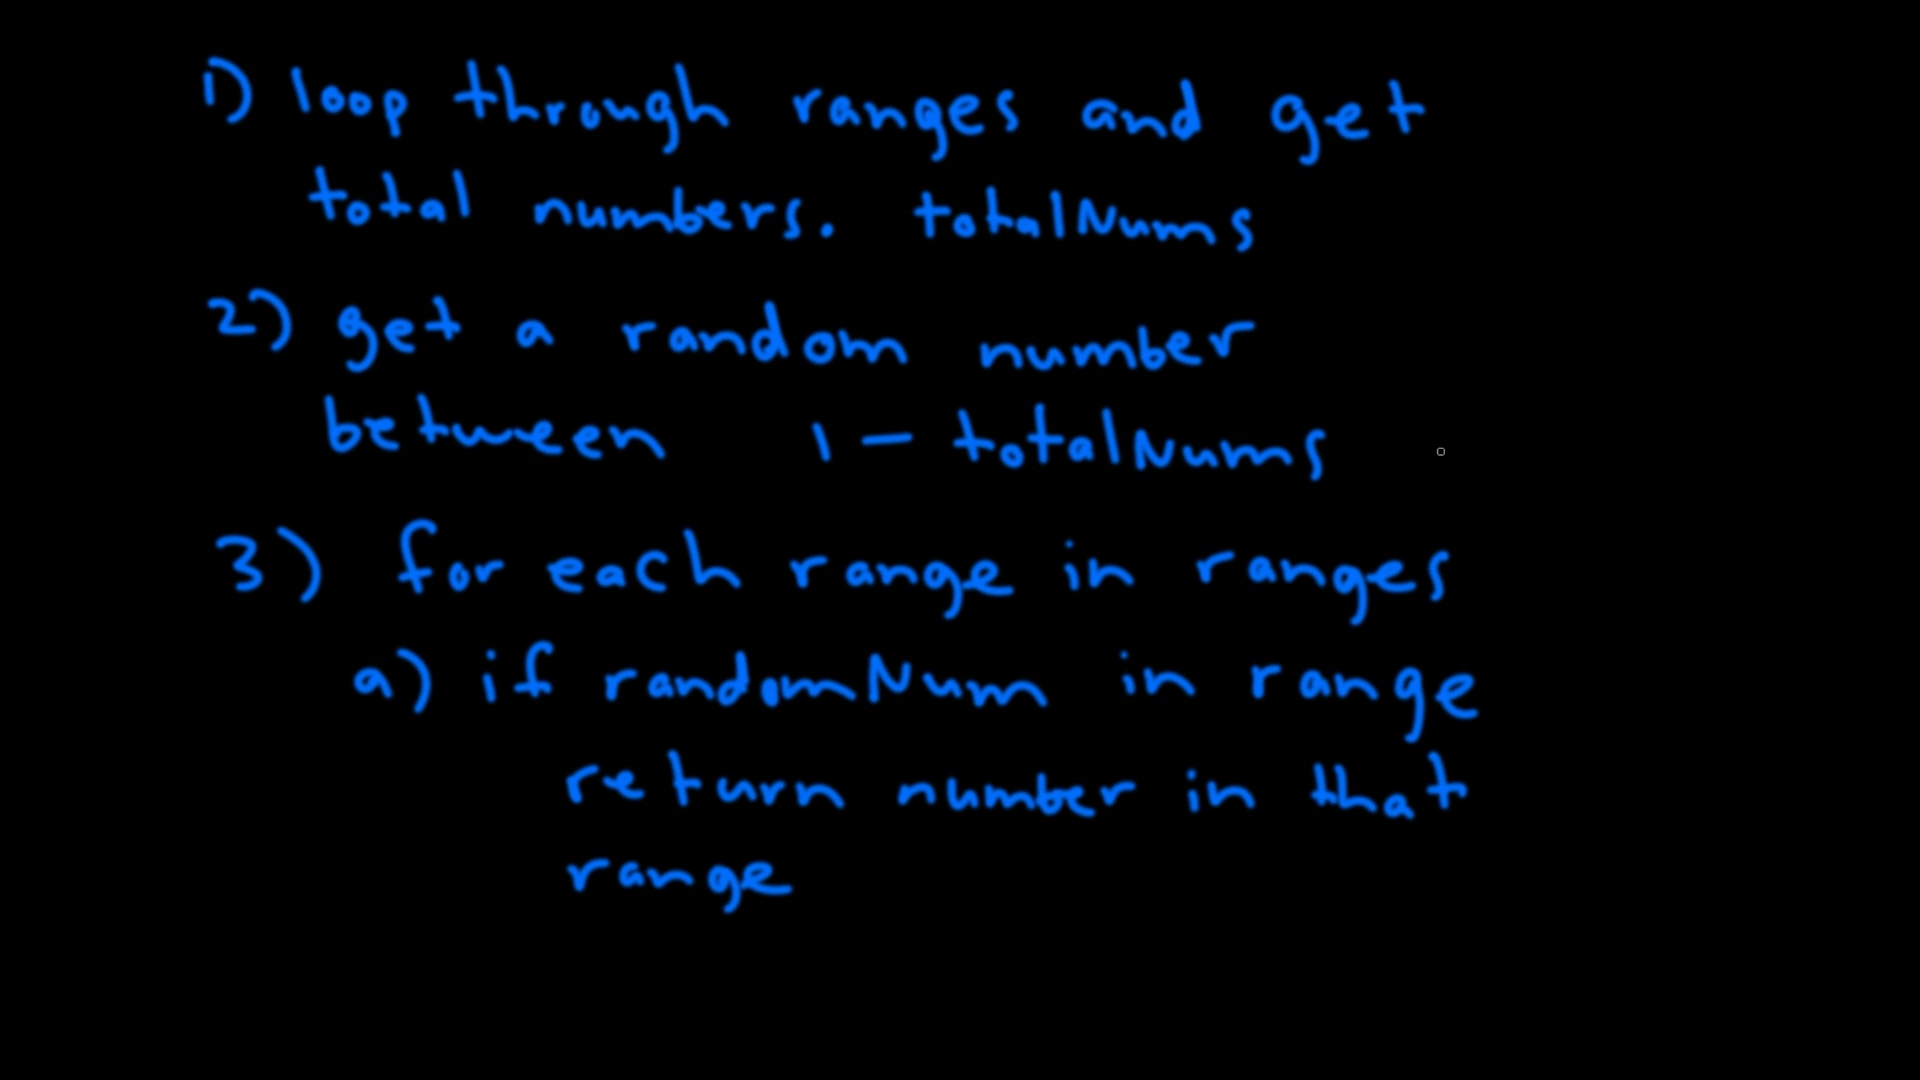 1) loop through ranges and get
total numbers. totalNums
2) get a random number
between 1 - totalNums
3) for each range in ranges
a) if randomNum in range
return number in that
range